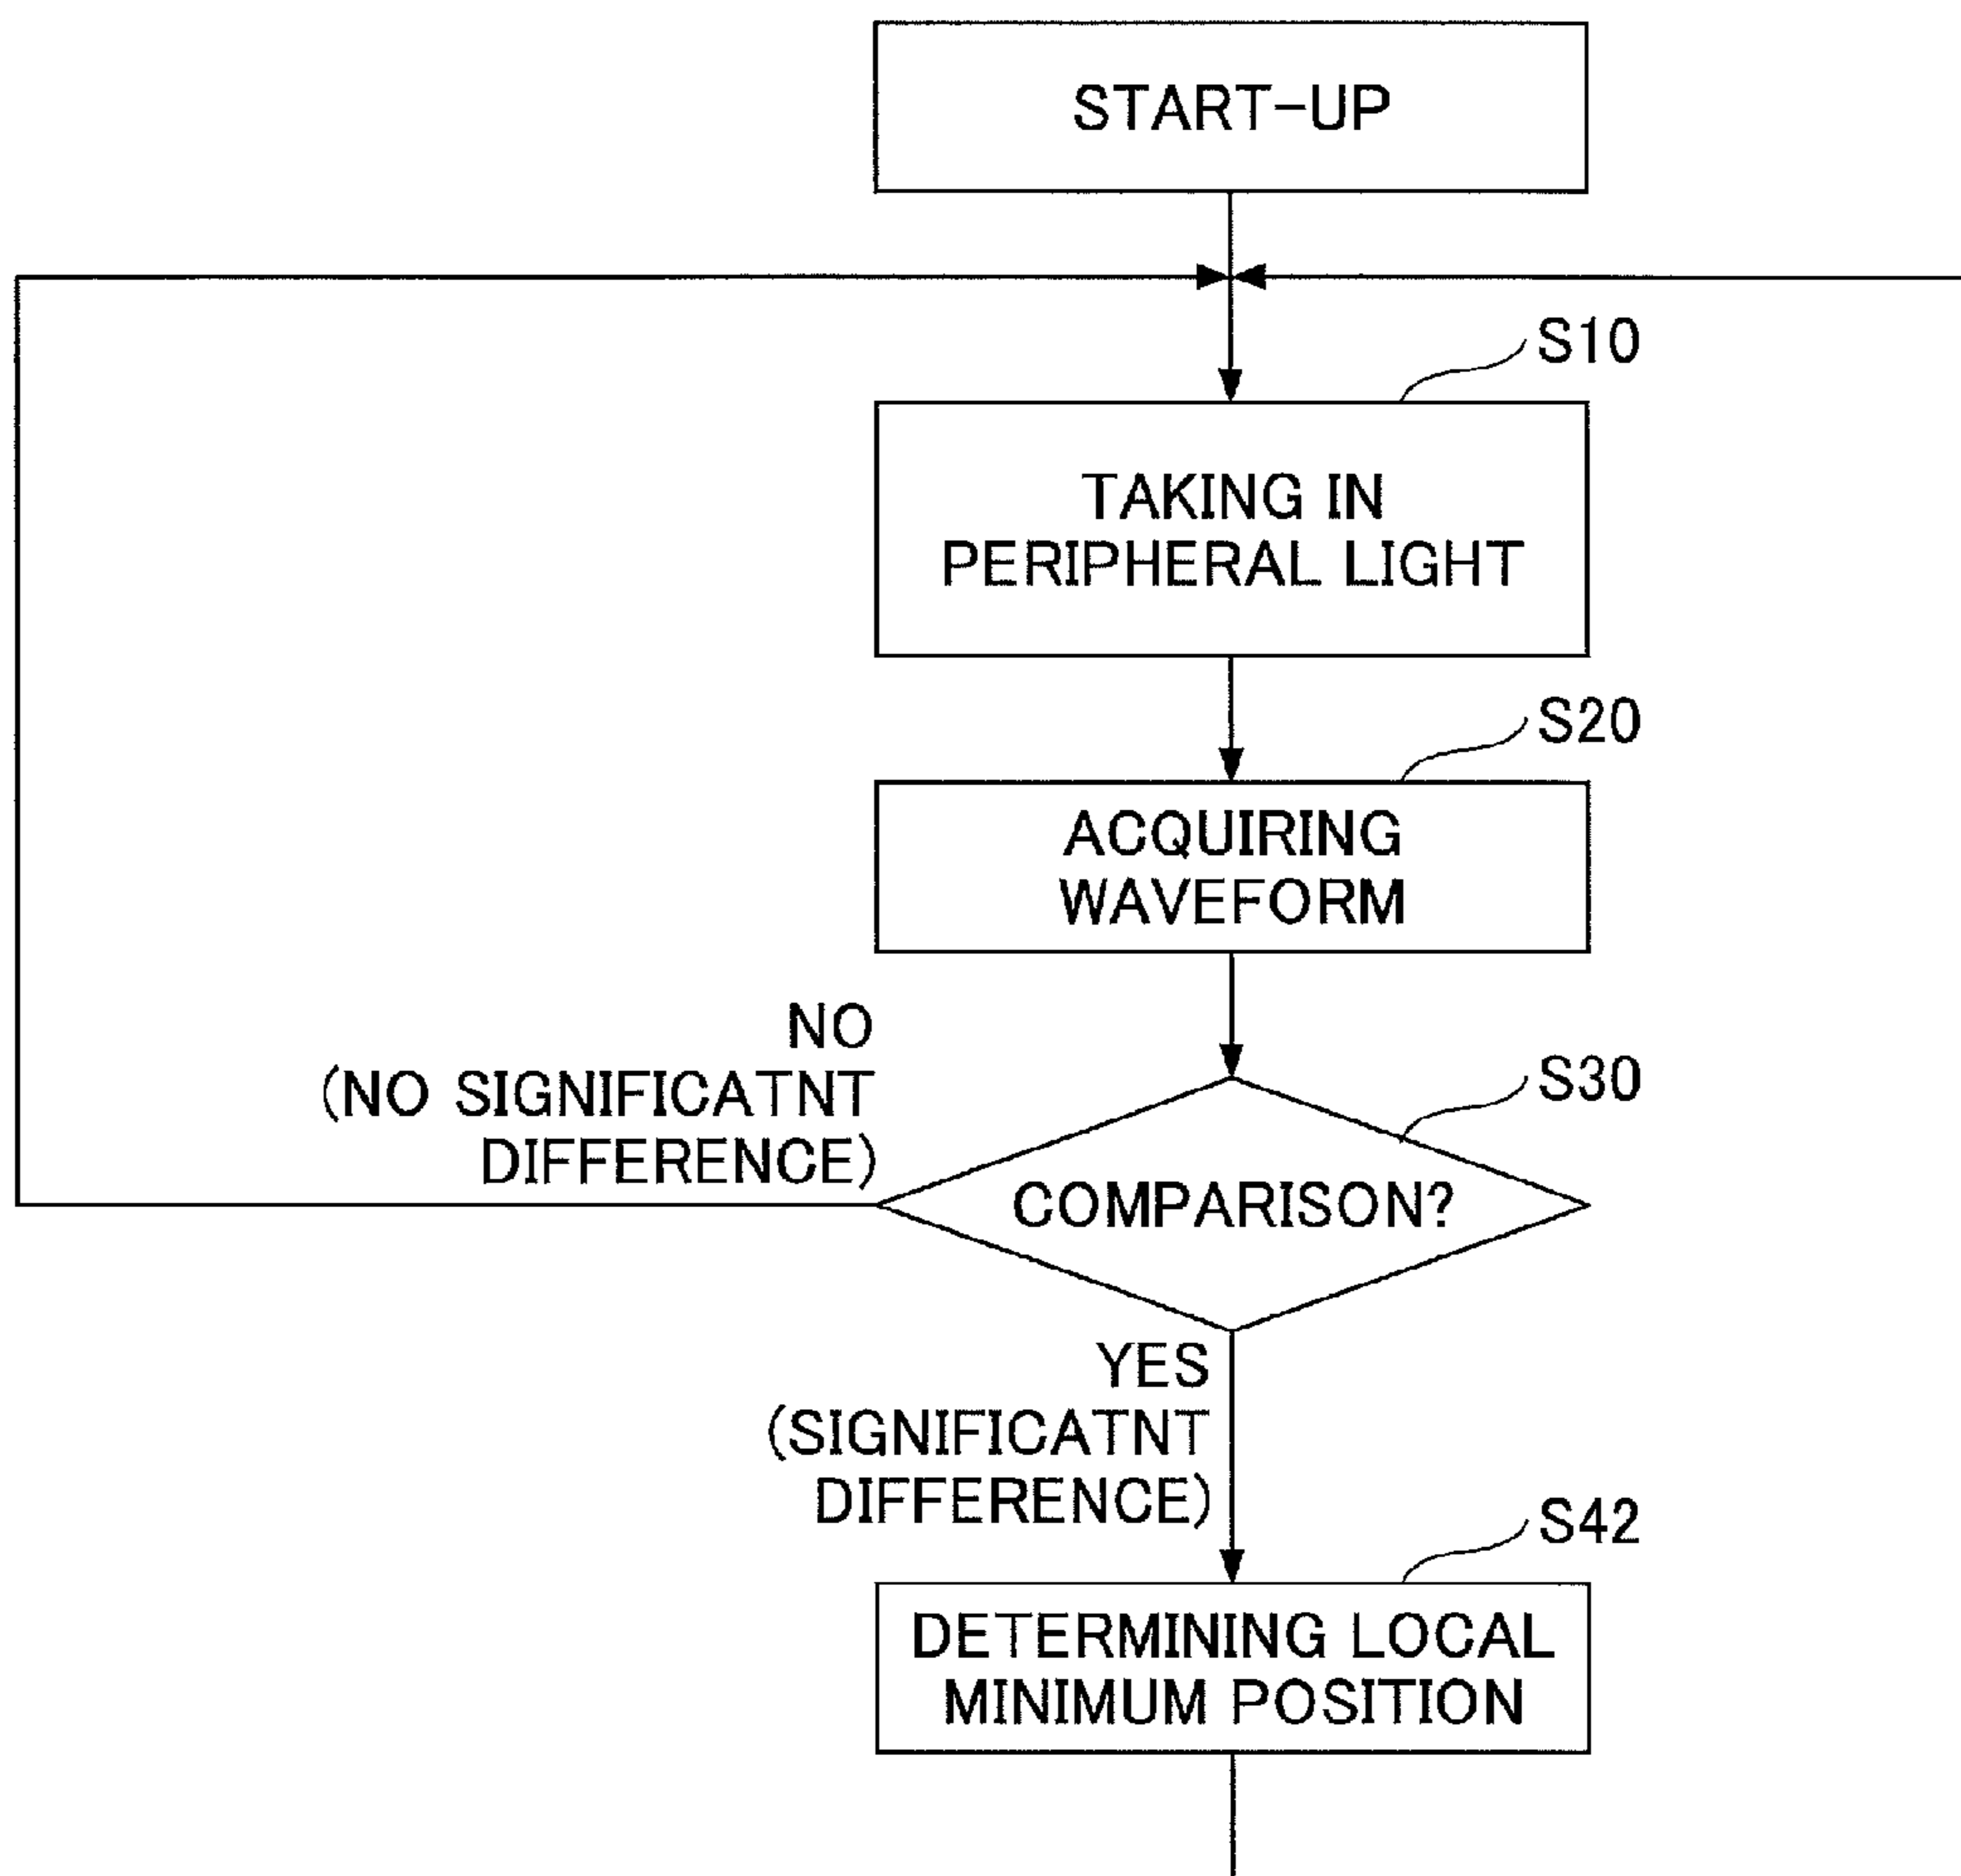 START-UP
S10
TAKING IN
PERIPHERAL LIGHT
S20
ACQUIRING
WAVEFORM
NO
(NO SIGNIFICATNT
DIFFERENCE)
S30
COMPARISON?
YES
(SIGNIFICATNT
DIFFERENCE)
S42
DETERMINING LOCAL
MINIMUM POSITION